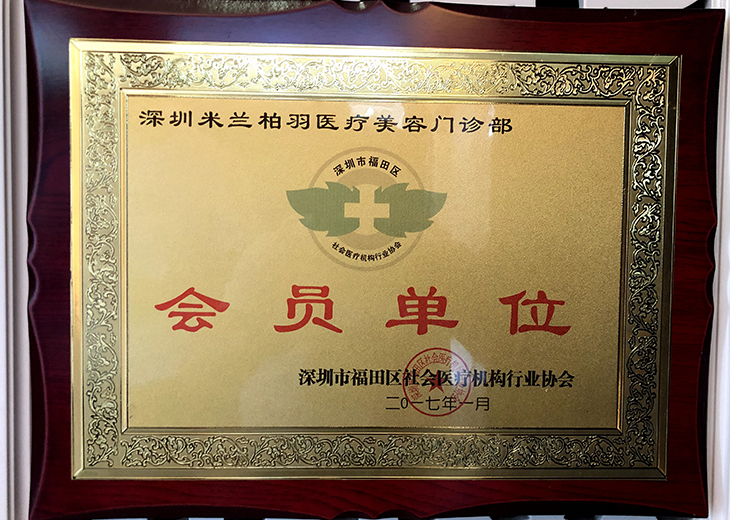 深圳米兰柏羽医疗美容门诊部
深圳市福田区
社会医疗机构行业协会
会员单位
深圳市福田区社会医疗机构行业协会
二0一七年一月